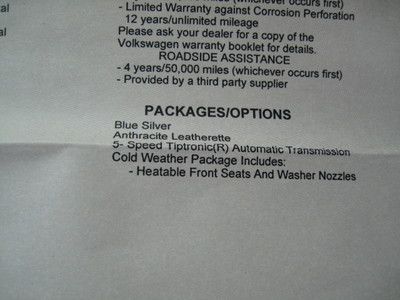 (whichever occurs first)
- Limited Warranty against Corrosion Perforation
12 years/unlimited mileage
Please ask your dealer for a copy of the
Volkswagen warranty booklet for details.
ROADSIDE ASSISTANCE
- 4 years/50,000 miles (whichever occurs first)
- Provided by a third party supplier
PACKAGES/OPTIONS
Blue Silver
Anthracite Leatherette
5- Speed Tiptronic(R) Automatic Transmission
Cold Weather Package Includes:
- Heatable Front Seats And Washer Nozzles